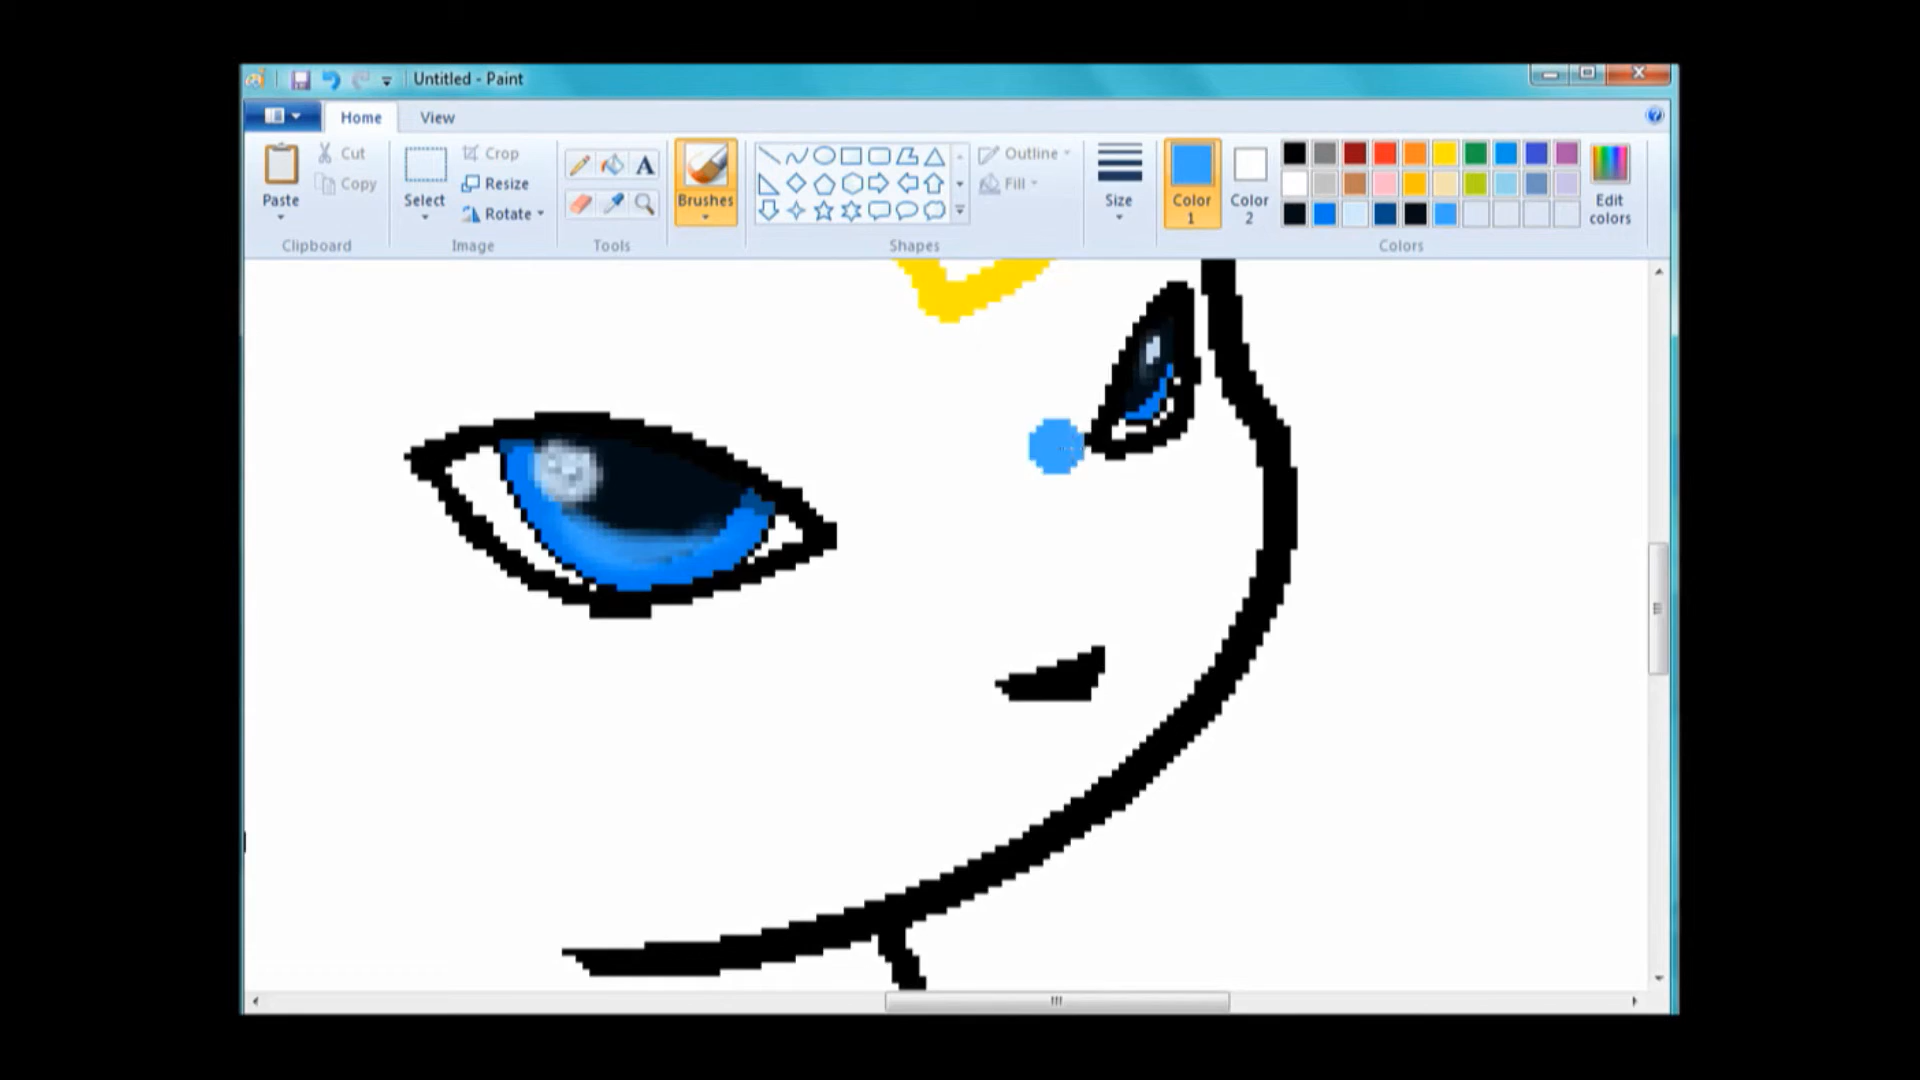 Untitled - Paint
Home View
Paste
Cut
Copy
Clipboard
Select
Crop
Resize
Rotate
Image
A
Tools
Brushes
Shapes
Outline
Fill
Size
Color
1
Color
2
Colors
Edit
colors